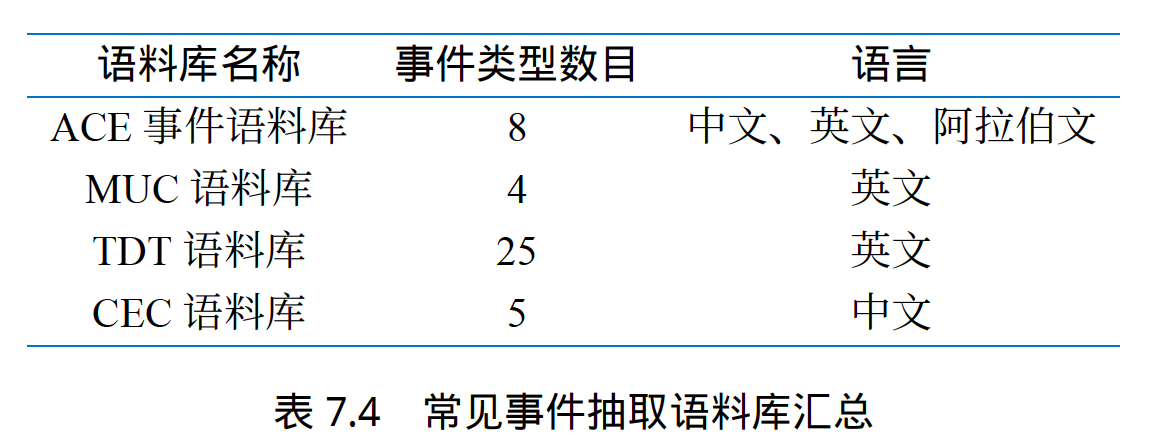 语料库名称 事件类型数目 语言
ACE 事件语料库 8 中文、英文、阿拉伯文
MUC 语料库 4 英文
TDT 语料库 25 英文
CEC 语料库 5 中文
表 7.4 常见事件抽取语料库汇总